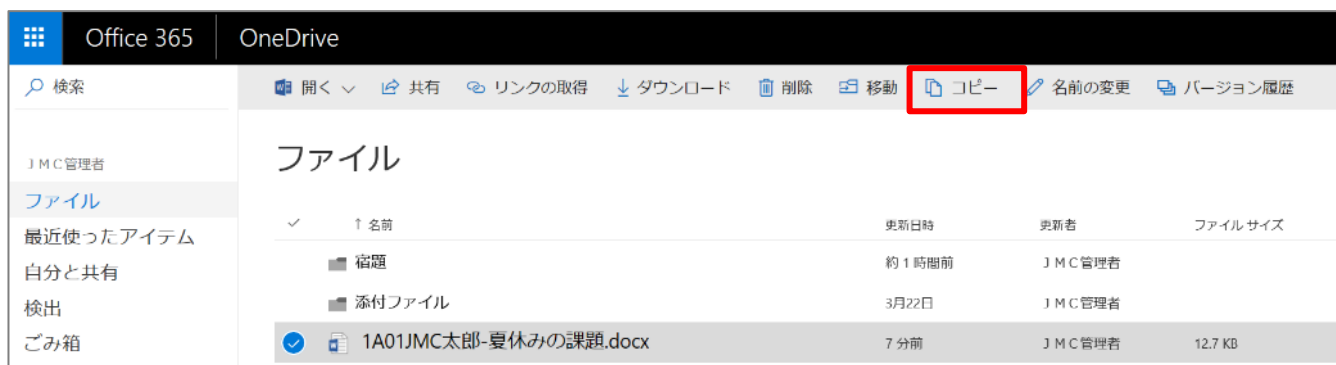 Office 365 OneDrive
検索 開く 共有 リンクの取得 ダウンロード 削除 移動 コピー 名前の変更 バージョン履歴
ＪＭＣ管理者
ファイル
ファイル
最近使ったアイテム
自分と共有
検出
ごみ箱
↑ 名前 更新日時 更新者 ファイル サイズ
宿題 約 1 時間前 ＪＭＣ管理者
添付ファイル 3月22日 ＪＭＣ管理者
1A01JMC太郎-夏休みの課題.docx 7 分前 ＪＭＣ管理者 12.7 KB